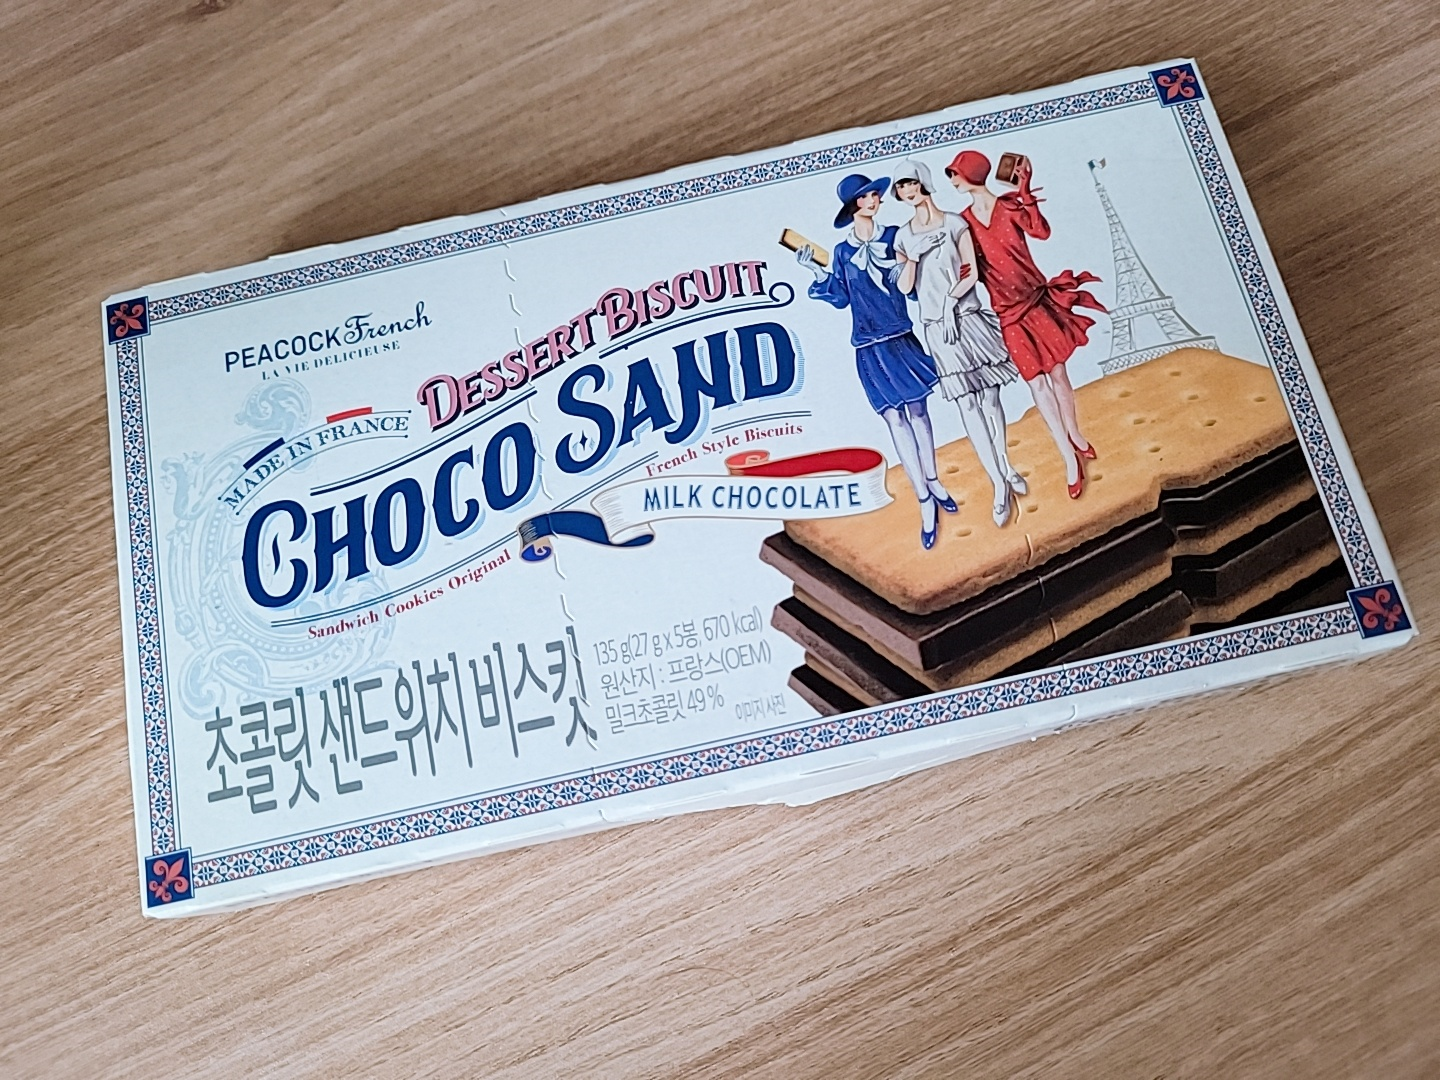 PEACOCK French
LA VIE DELICIEUSE
MADE IN FRANCE
DESSERT BISCUIT
CHOCO SAND
French Style Biscuits
MILK CHOCOLATE
Sandwich Cookies Original
초콜릿 샌드위치 비스킷
135 g(27 g x 5봉, 670 kcal)
원산지 : 프랑스(OEM)
밀크초콜릿 49 %
이미지 사진